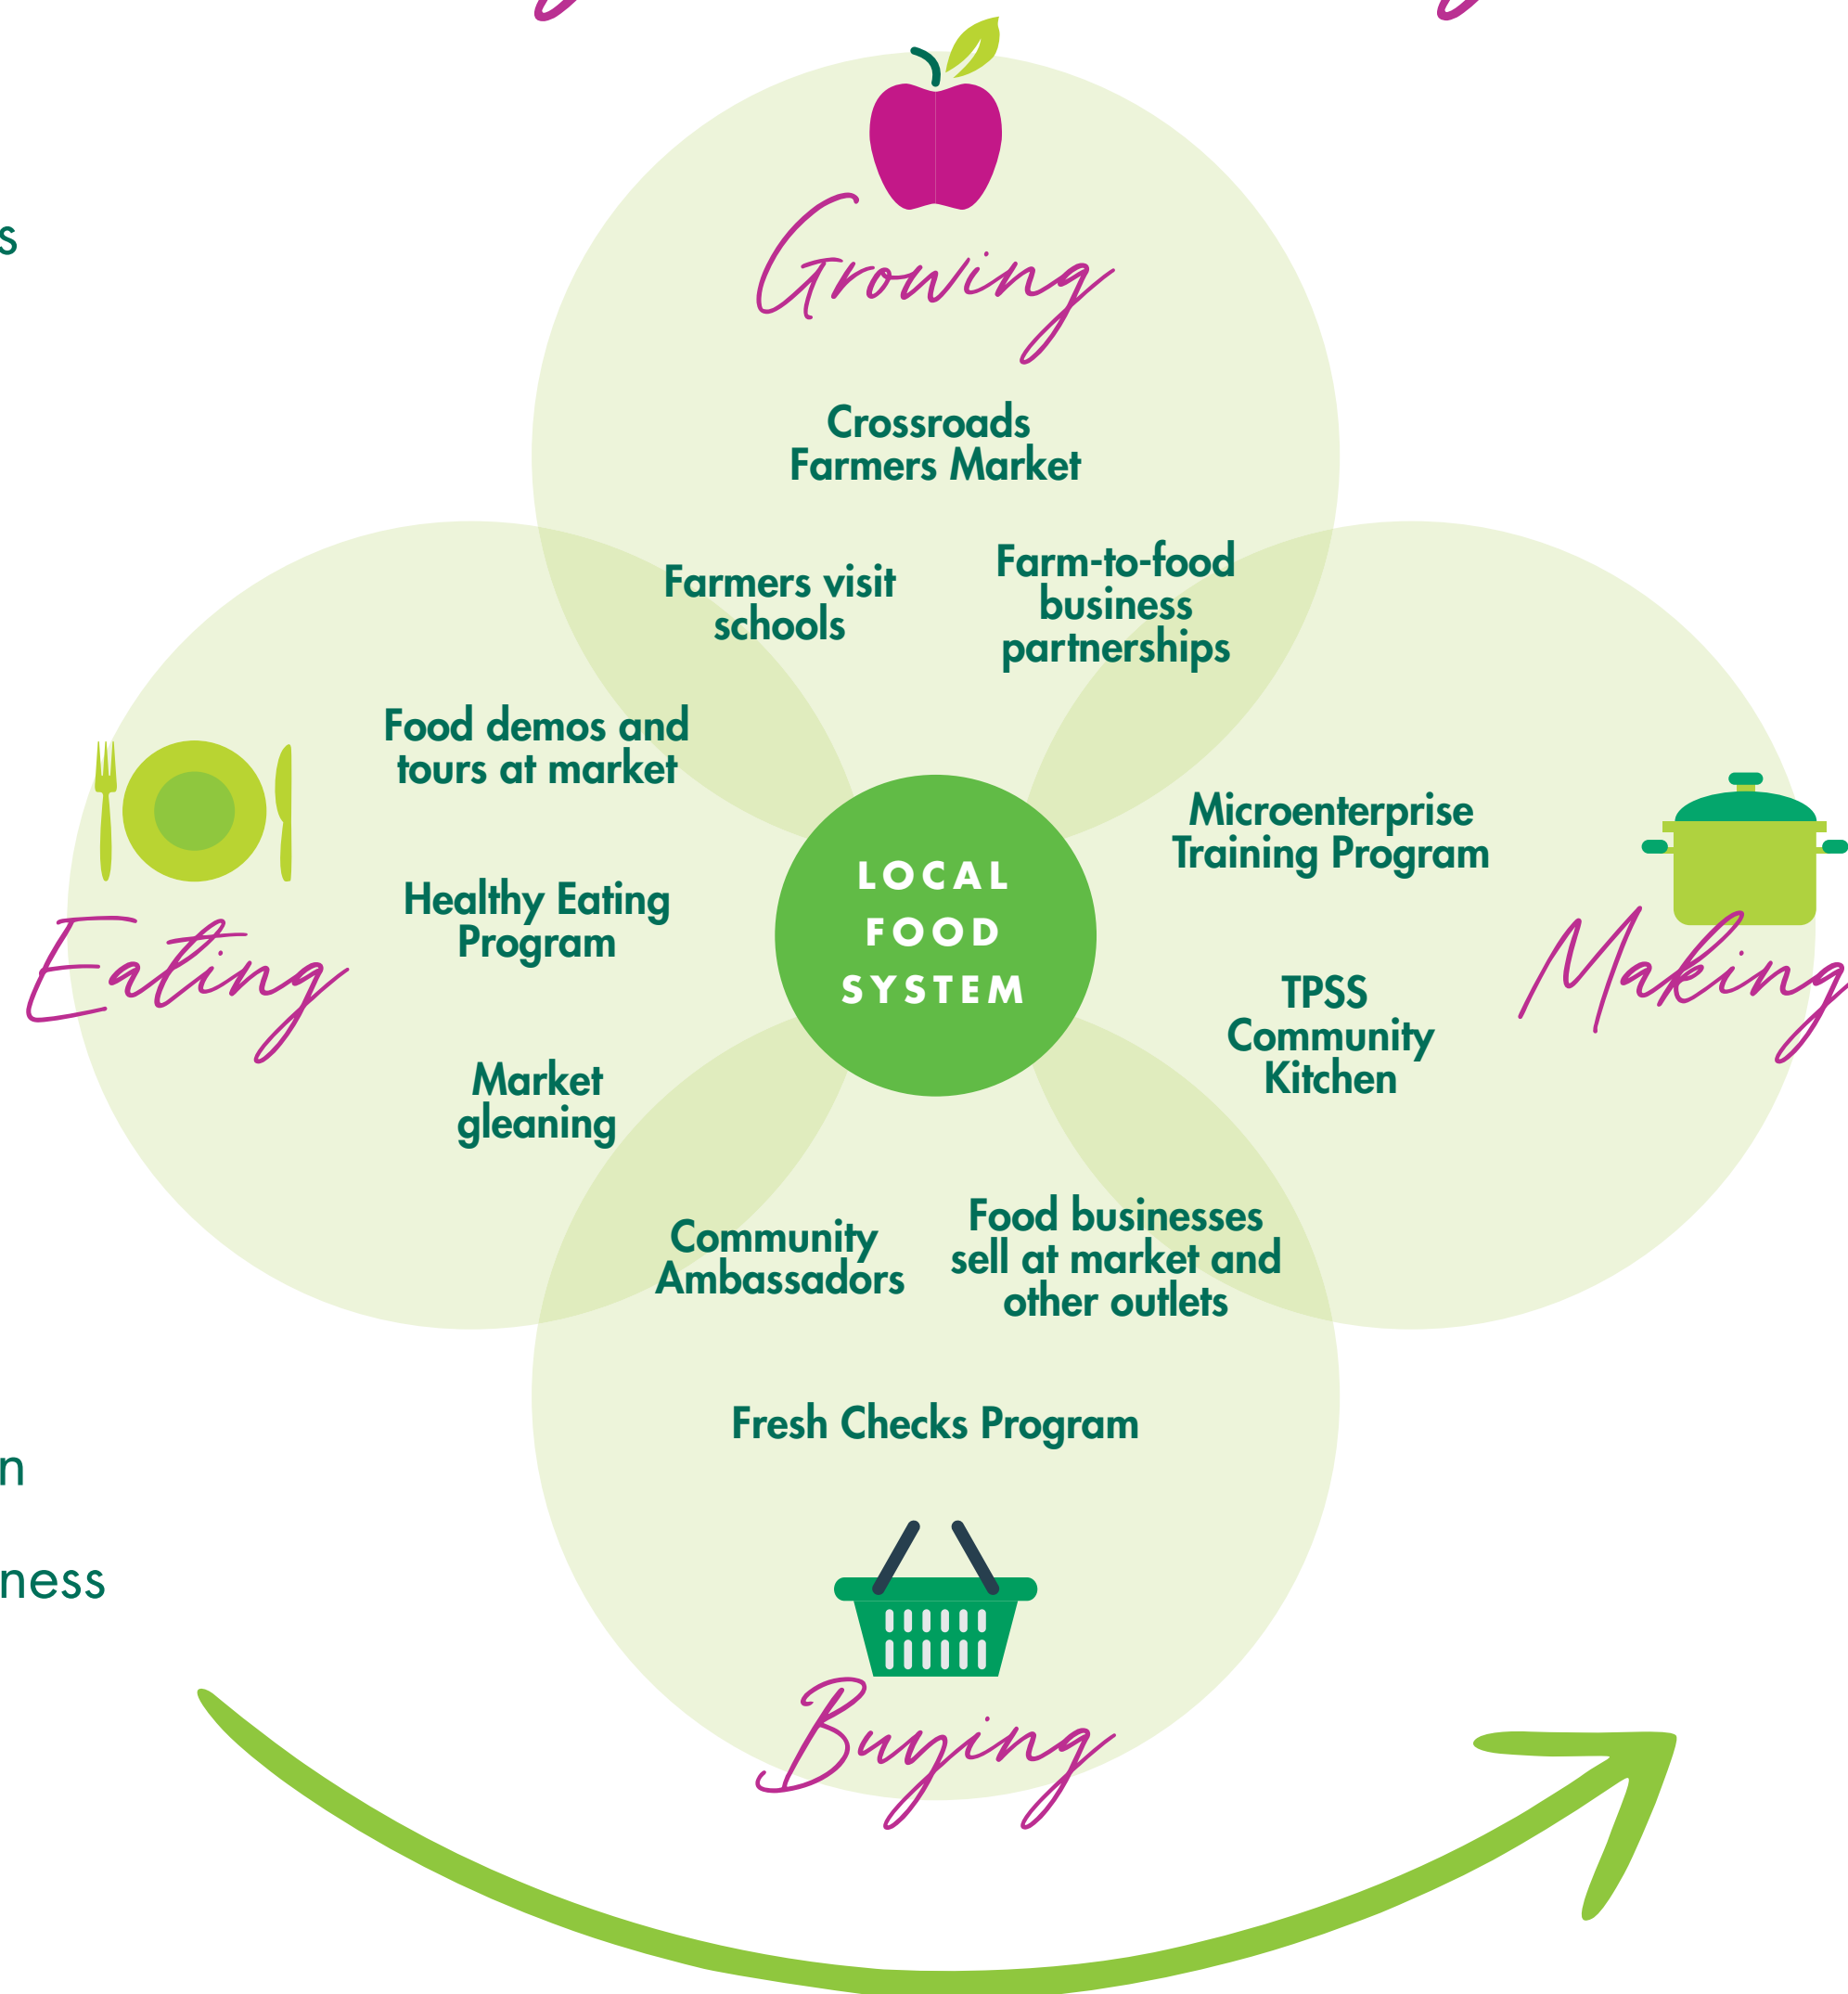 s
Growing
Crossroads
Farmers Market
Farmers visit
schools
Farm-to-food
business
partnerships
Food demos and
tours at market
Healthy Eating
Program
Eating
Market
gleaning
LOCAL
FOOD
SYSTEM
Microenterprise
Training Program
Making
TPSS
Community
Kitchen
Community
Ambassadors
Food businesses
sell at market and
other outlets
Fresh Checks Program
n
ness
Buying